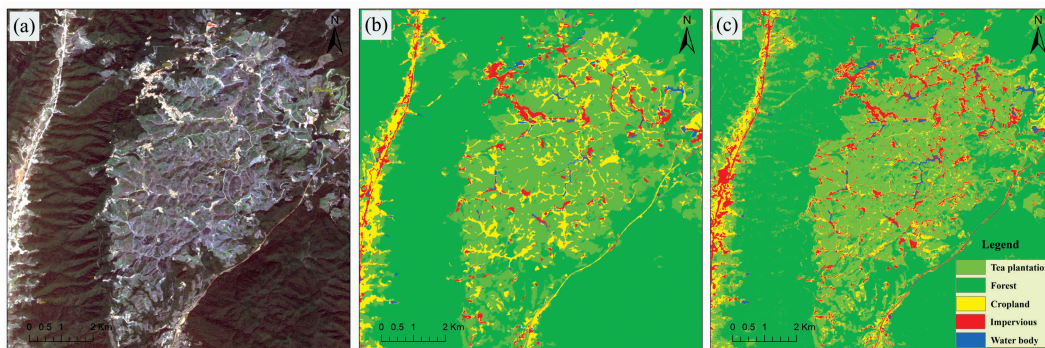 (a)
N
0 0.5 1 2 Km
(b)
N
0 0.5 1 2 Km
(c)
N
0 0.5 1 2 Km
Legend
Tea plantation
Forest
Cropland
Impervious
Water body